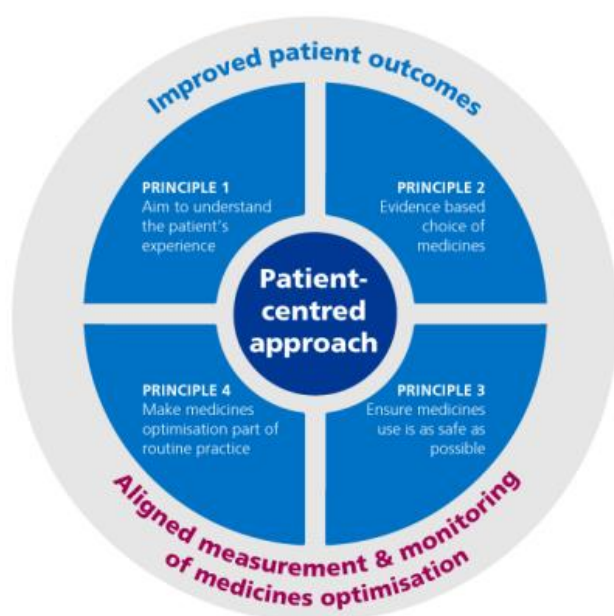 Improved patient outcomes
PRINCIPLE 1
Aim to understand
the patient's
experience
PRINCIPLE 2
Evidence based
choice of
medicines
Patient-
centred
approach
PRINCIPLE 4
Make medicines
optimisation part of
routine practice
PRINCIPLE 3
Ensure medicines
use is as safe as
possible
Aligned measurement & monitoring
of medicines optimisation